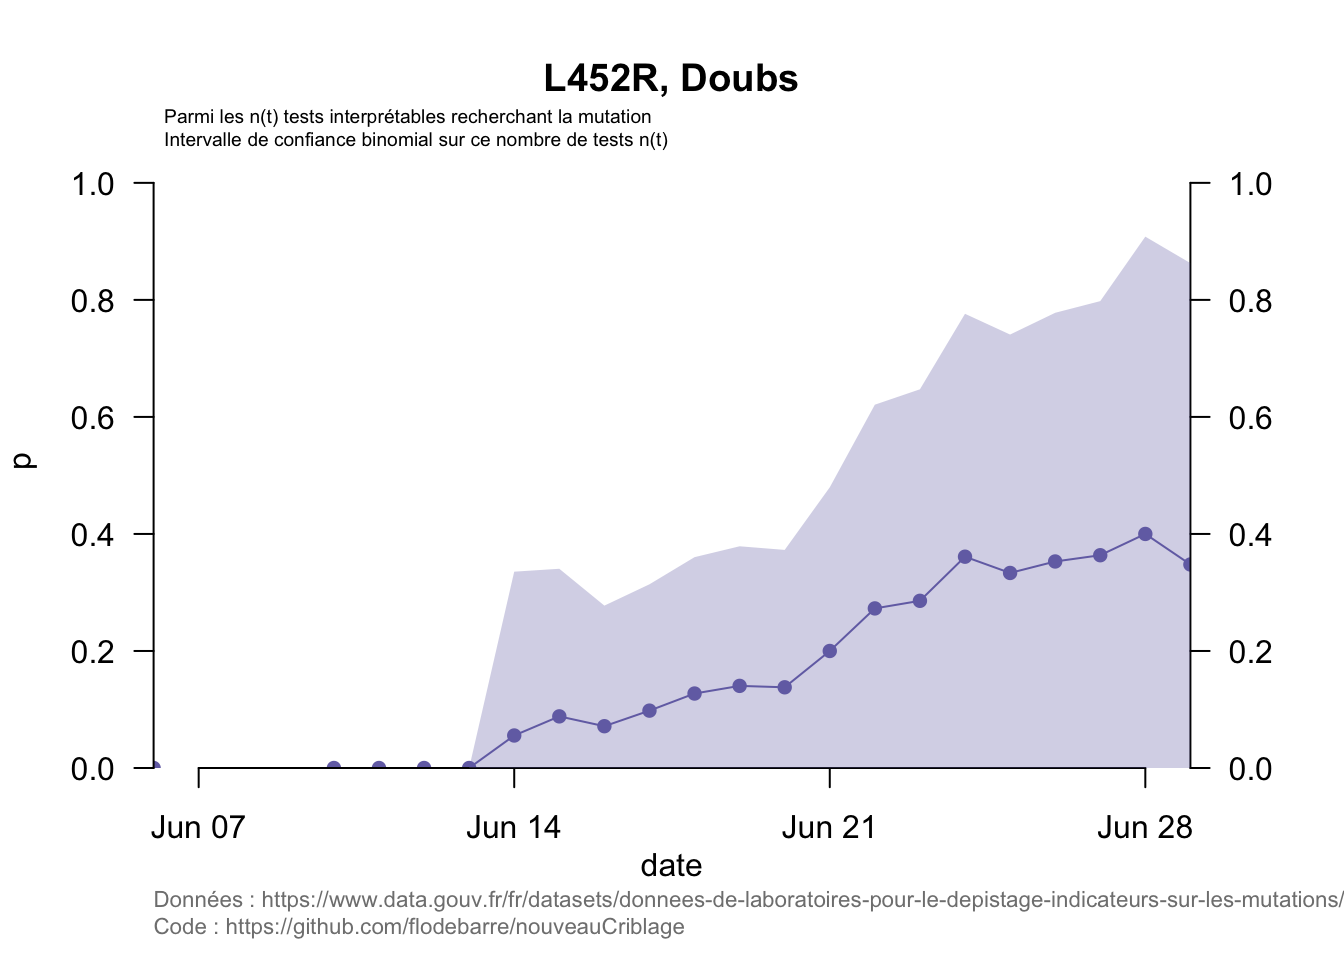 L452R, Doubs
Parmi les n(t) tests interprétables recherchant la mutation
Intervalle de confiance binomial sur ce nombre de tests n(t)
1.0
0.8
0.6
0.4
0.2
0.0
p
1.0
0.8
0.6
0.4
0.2
0.0
Jun 07 Jun 14 Jun 21 Jun 28
date
Données : https://www.data.gouv.fr/fr/datasets/donnees-de-laboratoires-pour-le-depistage-indicateurs-sur-les-mutations/
Code : https://github.com/flodebarre/nouveauCriblage